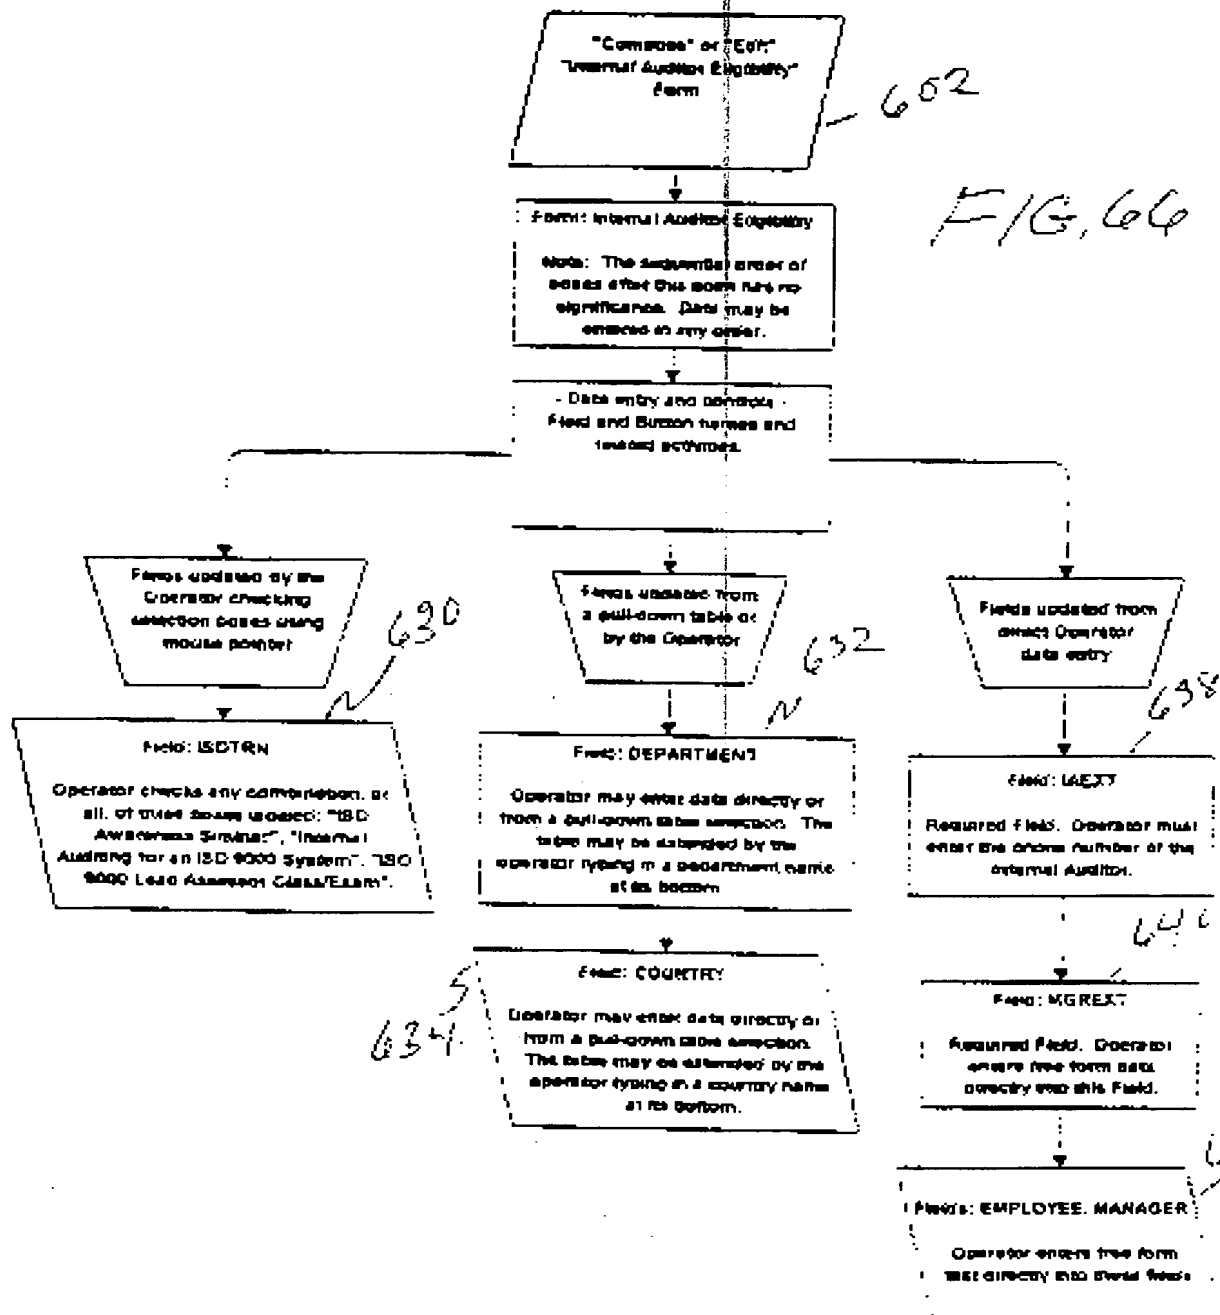 "Compose" or "Edit"
"Internal Auditor Eligibility"
Form
602
FIG. 66
Form: Internal Auditor Eligibility
Note: The sequential order of
boxes after this point has no
significance. Data may be
entered in any order.
- Data entry and controls -
Field and Button names and
related activities.
Fields updated by the
Operator checking
selection boxes using
mouse pointer
630
Fields updated from
a pull-down table or
by the Operator
632
Fields updated from
direct Operator
data entry
638
Field: ISOTRN
Operator checks any combination, or
all, of three boxes labeled: "ISO
Awareness Seminar", "Internal
Auditing for an ISO 9000 System", "ISO
9000 Lead Assessor Class/Exam".
Field: DEPARTMENT
Operator may enter data directly or
from a pull-down table selection. The
table may be extended by the
operator typing in a department name
at its bottom
Field: IAEXT
Required Field. Operator must
enter the phone number of the
Internal Auditor.
634
Field: COUNTRY
Operator may enter data directly or
from a pull-down table selection.
The table may be extended by the
operator typing in a country name
at its bottom.
Field: MGREXT
Required Field. Operator
enters free form data
directly into this Field.
Fields: EMPLOYEE, MANAGER
Operator enters free form
text directly into these fields